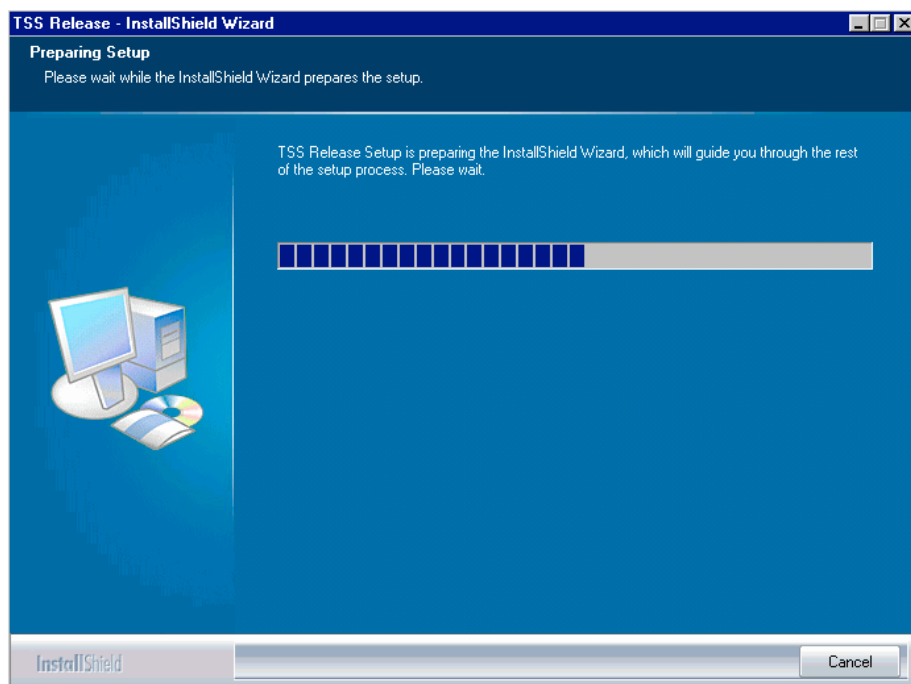 TSS Release - InstallShield Wizard
Preparing Setup
Please wait while the InstallShield Wizard prepares the setup.
TSS Release Setup is preparing the InstallShield Wizard, which will guide you through the rest
of the setup process. Please wait.
InstallShield
Cancel